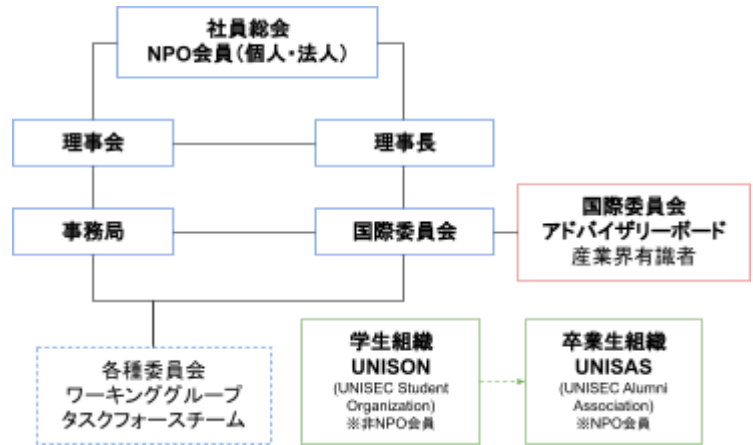 社員総会
NPO会員（個人・法人）
理事会
理事長
事務局
国際委員会
国際委員会
アドバイザリーボード
産業界有識者
各種委員会
ワーキンググループ
タスクフォースチーム
学生組織
UNISON
(UNISEC Student
Organization)
※非NPO会員
卒業生組織
UNISAS
(UNISEC Alumni
Association)
※NPO会員